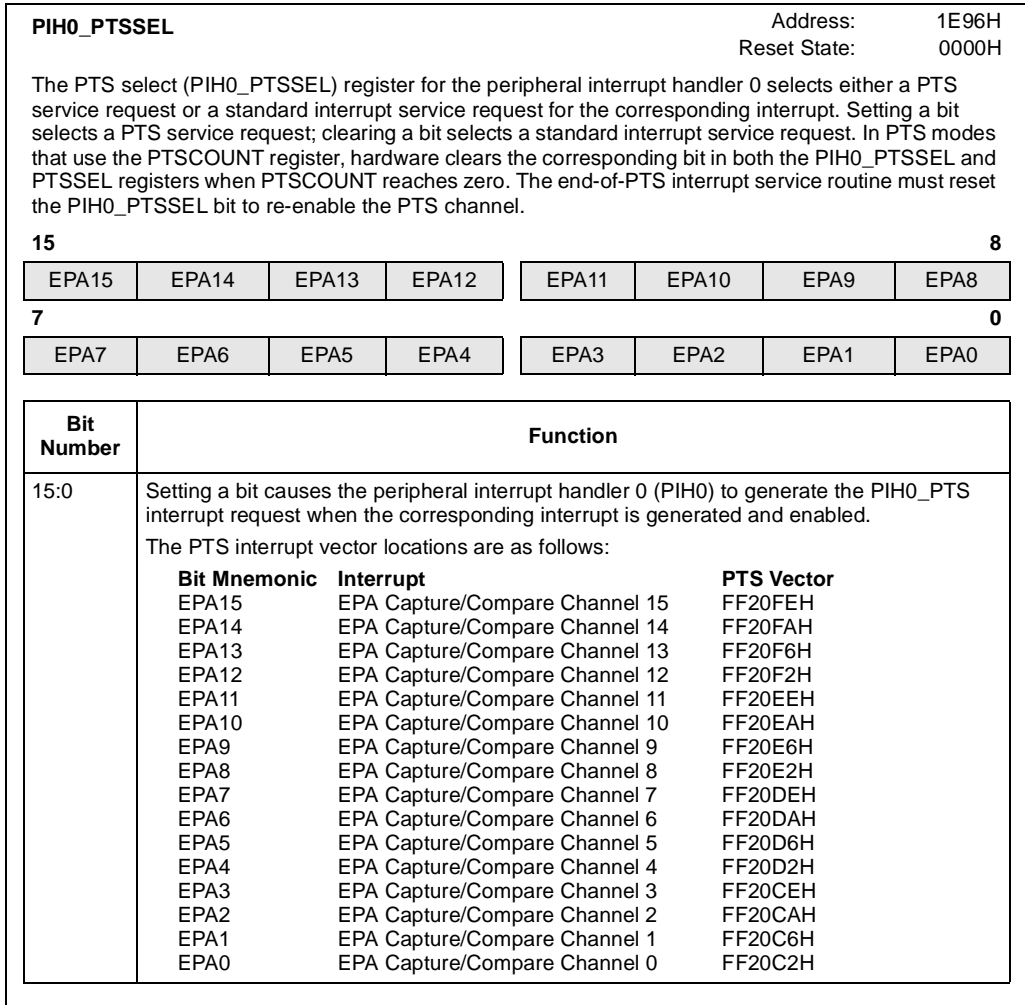 PIH0_PTSSEL Address: 1E96H
Reset State: 0000H
The PTS select (PIH0_PTSSEL) register for the peripheral interrupt handler 0 selects either a PTS
service request or a standard interrupt service request for the corresponding interrupt. Setting a bit
selects a PTS service request; clearing a bit selects a standard interrupt service request. In PTS modes
that use the PTSCOUNT register, hardware clears the corresponding bit in both the PIH0_PTSSEL and
PTSSEL registers when PTSCOUNT reaches zero. The end-of-PTS interrupt service routine must reset
the PIH0_PTSSEL bit to re-enable the PTS channel.
15 8
EPA15 EPA14 EPA13 EPA12 EPA11 EPA10 EPA9 EPA8
7 0
EPA7 EPA6 EPA5 EPA4 EPA3 EPA2 EPA1 EPA0
Bit
Number Function
15:0 Setting a bit causes the peripheral interrupt handler 0 (PIH0) to generate the PIH0_PTS
interrupt request when the corresponding interrupt is generated and enabled.
The PTS interrupt vector locations are as follows:
Bit Mnemonic Interrupt PTS Vector
EPA15 EPA Capture/Compare Channel 15 FF20FEH
EPA14 EPA Capture/Compare Channel 14 FF20FAH
EPA13 EPA Capture/Compare Channel 13 FF20F6H
EPA12 EPA Capture/Compare Channel 12 FF20F2H
EPA11 EPA Capture/Compare Channel 11 FF20EEH
EPA10 EPA Capture/Compare Channel 10 FF20EAH
EPA9 EPA Capture/Compare Channel 9 FF20E6H
EPA8 EPA Capture/Compare Channel 8 FF20E2H
EPA7 EPA Capture/Compare Channel 7 FF20DEH
EPA6 EPA Capture/Compare Channel 6 FF20DAH
EPA5 EPA Capture/Compare Channel 5 FF20D6H
EPA4 EPA Capture/Compare Channel 4 FF20D2H
EPA3 EPA Capture/Compare Channel 3 FF20CEH
EPA2 EPA Capture/Compare Channel 2 FF20CAH
EPA1 EPA Capture/Compare Channel 1 FF20C6H
EPA0 EPA Capture/Compare Channel 0 FF20C2H